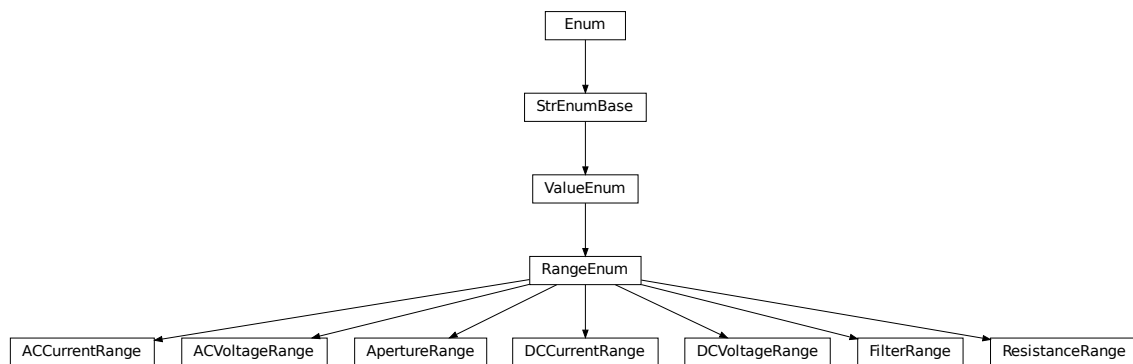 Enum
StrEnumBase
ValueEnum
RangeEnum
ACCurrentRange
ACVoltageRange
ApertureRange
DCCurrentRange
DCVoltageRange
FilterRange
ResistanceRange